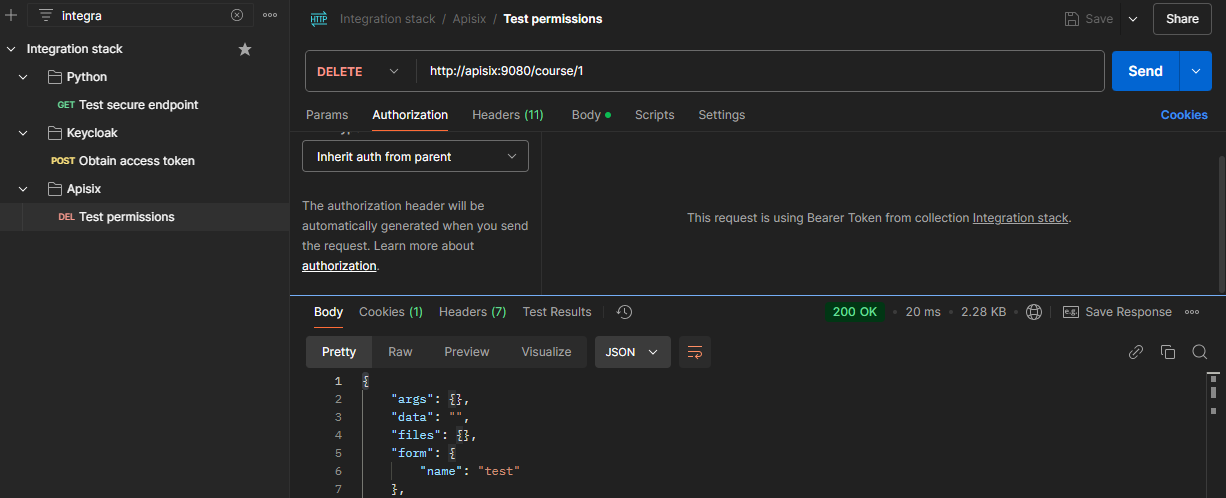 integra
Integration stack
Python
GET Test secure endpoint
Keycloak
POST Obtain access token
Apisix
DEL Test permissions
HTTP Integration stack / Apisix / Test permissions
Save
Share
DELETE http://apisix:9080/course/1
Send
Params Authorization Headers (11) Body Scripts Settings Cookies
Inherit auth from parent
The authorization header will be
automatically generated when you send
the request. Learn more about
authorization.
This request is using Bearer Token from collection Integration stack.
Body Cookies (1) Headers (7) Test Results
200 OK • 20 ms • 2.28 KB • e.g. Save Response
Pretty Raw Preview Visualize JSON
1 {
2 "args": {},
3 "data": "",
4 "files": {},
5 "form": {
6 "name": "test"
7 },